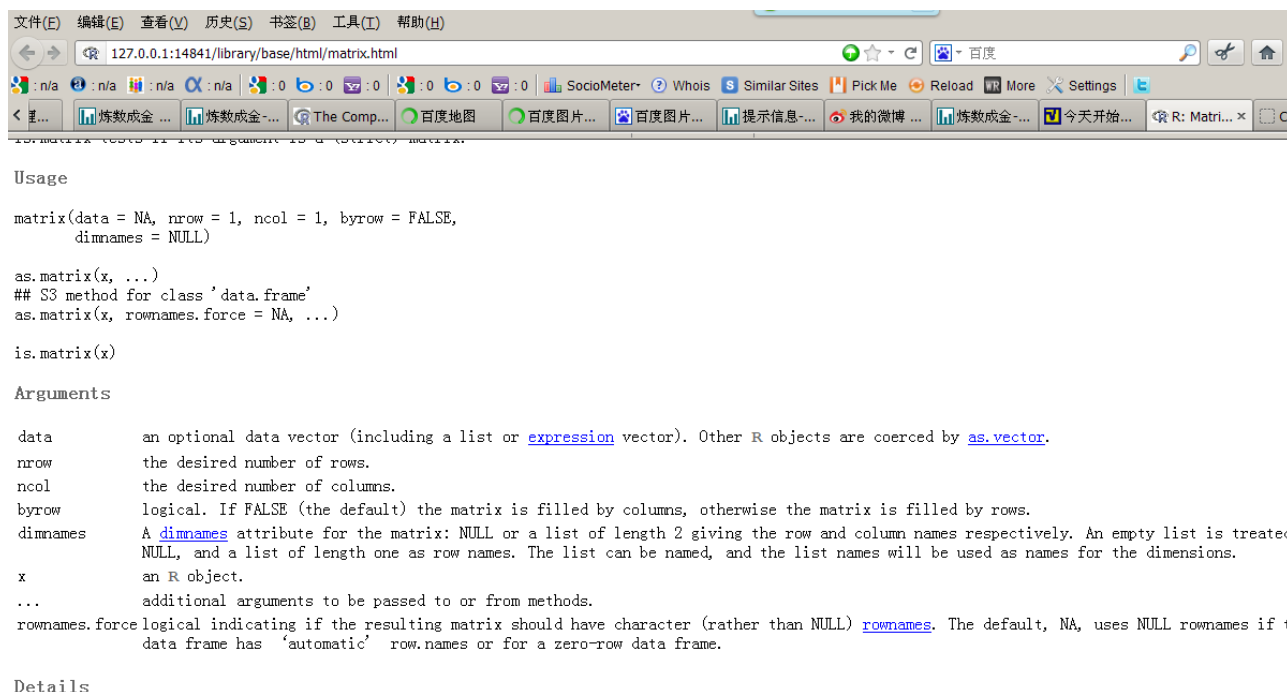 文件(F) 编辑(E) 查看(V) 历史(S) 书签(B) 工具(T) 帮助(H)
127.0.0.1:14841/library/base/html/matrix.html 百度
: n/a : n/a : n/a : n/a : 0 : 0 : 0 : 0 : 0 : 0 SocioMeter Whois Similar Sites Pick Me Reload More Settings
炼数成金 ... 炼数成金-... The Comp... 百度地图 百度图片... 百度图片... 提示信息-... 我的微博 ... 炼数成金-... 今天开始... R: Matri...
is.matrix tests if its argument is a (strict) matrix.
Usage
matrix(data = NA, nrow = 1, ncol = 1, byrow = FALSE,
dimnames = NULL)
as.matrix(x, ...)
## S3 method for class 'data.frame'
as.matrix(x, rownames.force = NA, ...)
is.matrix(x)
Arguments
data an optional data vector (including a list or expression vector). Other R objects are coerced by as.vector.
nrow the desired number of rows.
ncol the desired number of columns.
byrow logical. If FALSE (the default) the matrix is filled by columns, otherwise the matrix is filled by rows.
dimnames A dimnames attribute for the matrix: NULL or a list of length 2 giving the row and column names respectively. An empty list is treated
NULL, and a list of length one as row names. The list can be named, and the list names will be used as names for the dimensions.
x an R object.
... additional arguments to be passed to or from methods.
rownames.force logical indicating if the resulting matrix should have character (rather than NULL) rownames. The default, NA, uses NULL rownames if
data frame has ‘automatic’ row.names or for a zero-row data frame.
Details